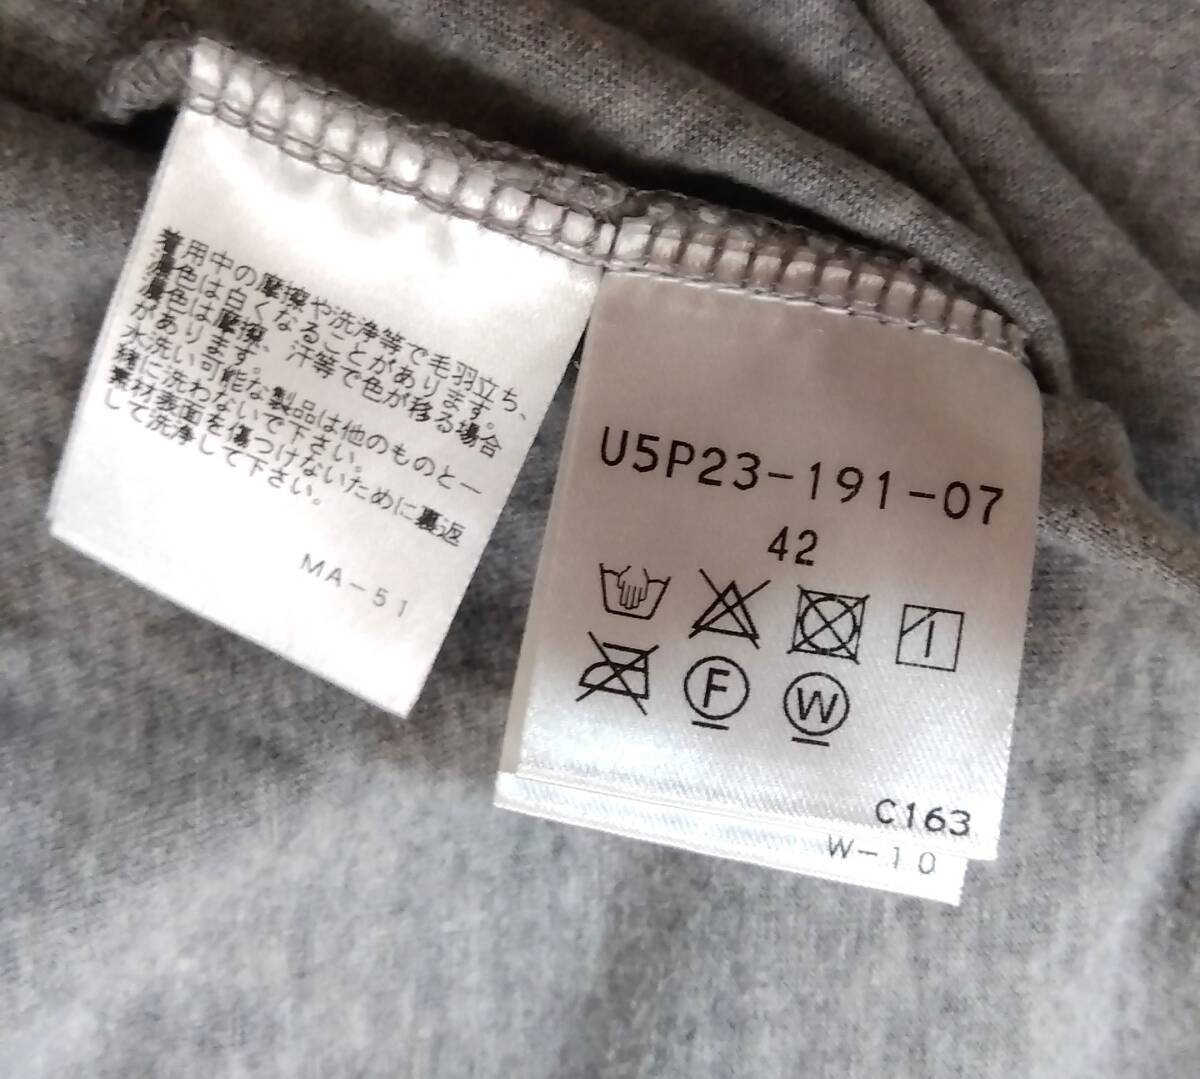 着用中の摩擦や洗浄等で毛羽立ち、
濃色は白くなることがあります。
濃色は摩擦、汗等で色が移る場合
があります。
水洗い可能な製品は他のものと一
緒に洗わないで下さい。
素材表面を傷つけないために裏返
して洗浄して下さい。
MA-51
U5P23-191-07
42
F
W
C163
W-10